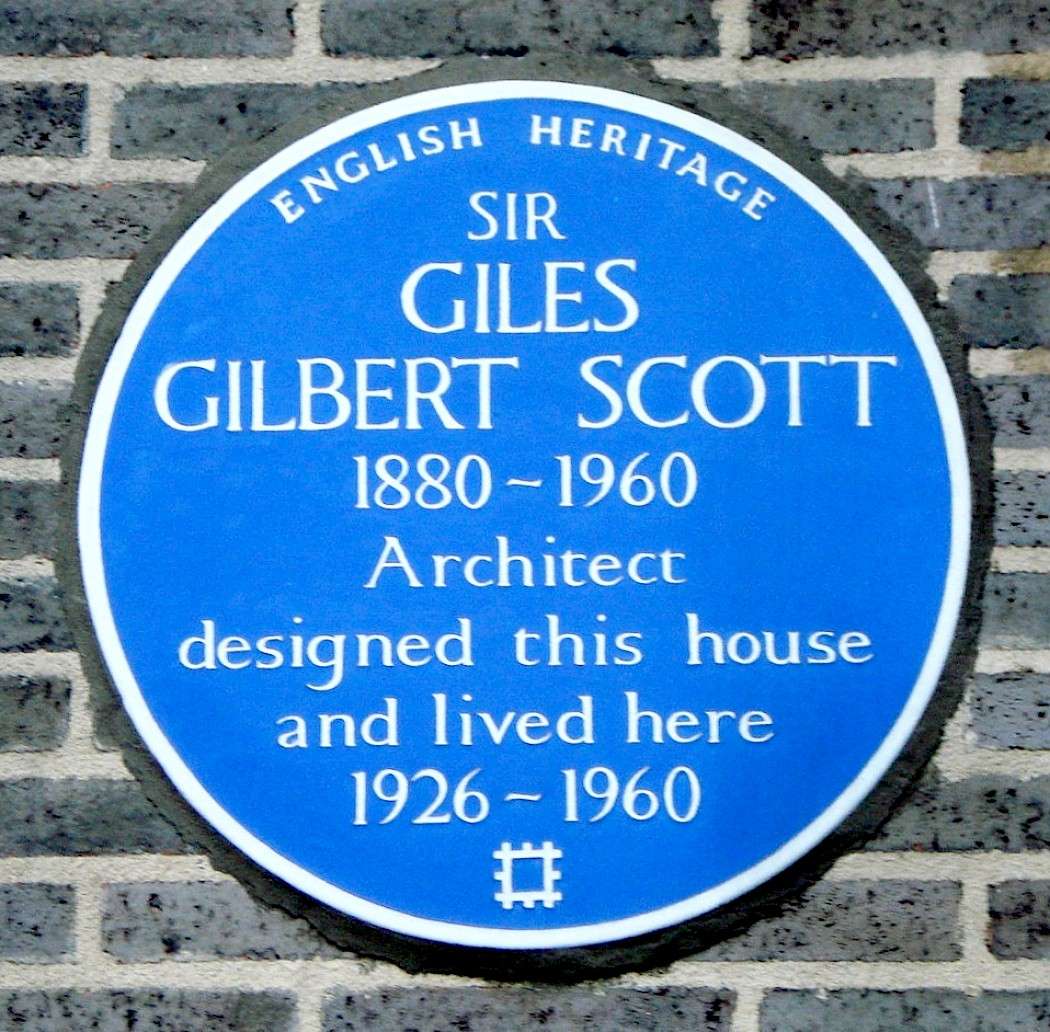 ENGLISH HERITAGE
SIR
GILES
GILBERT SCOTT
1880 ~ 1960
Architect
designed this house
and lived here
1926 ~ 1960